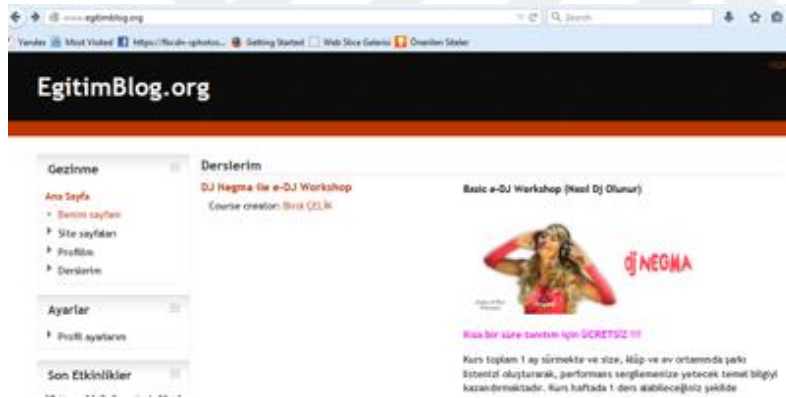 www.egitimblog.org
Search
Yandex Most Visited Getting Started Web Slice Galerisi Önerilen Siteler
EgitimBlog.org
Gezinme
Ana Sayfa
Benim sayfam
Site sayfaları
Profilim
Derslerim
Ayarlar
Profil ayarlarım
Son Etkinlikler
Derslerim
DJ Negma ile e-DJ Workshop
Course creator: Birol ÇELİK
Basic e-DJ Workshop (Nasıl Dj Olunur)
dj NEGMA
Kısa bir süre tanıtım için ÜCRETSİZ !!!
Kurs toplam 1 ay sürmekte ve size, klüp ve ev ortamında şarkı
listenizi oluşturarak, performans sergilemenize yetecek temel bilgiyi
kazandırmaktadır. Kurs haftada 1 ders alabileceğiniz şekilde